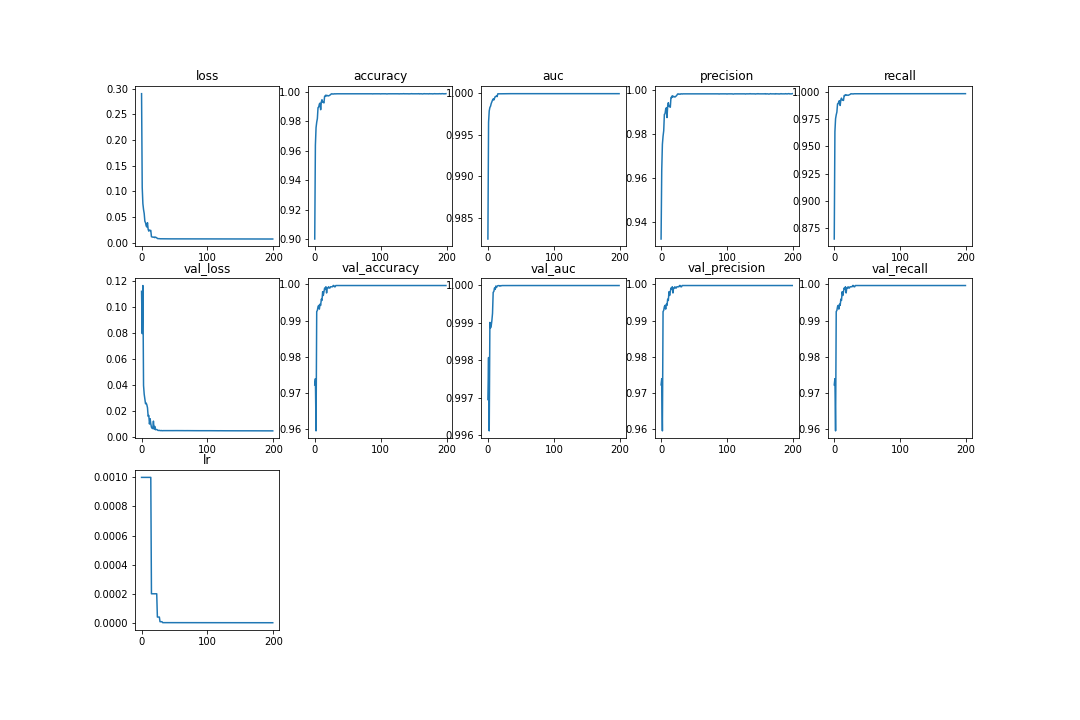 loss accuracy auc precision recall
0.30 0.25 0.20 0.15 0.10 0.05 0.00
1.00 0.98 0.96 0.94 0.92 0.90
1.000 0.995 0.990 0.985
1.00 0.98 0.96 0.94
1.000 0.975 0.950 0.925 0.900 0.875
0 100 200 0 100 200 0 100 200 0 100 200 0 100 200
val_loss val_accuracy val_auc val_precision val_recall
0.12 0.10 0.08 0.06 0.04 0.02 0.00
1.00 0.99 0.98 0.97 0.96
1.000 0.999 0.998 0.997 0.996
1.00 0.99 0.98 0.97 0.96
1.00 0.99 0.98 0.97 0.96
0 100 200 0 100 200 0 100 200 0 100 200 0 100 200
lr
0.0010
0.0008
0.0006
0.0004
0.0002
0.0000
0 100 200